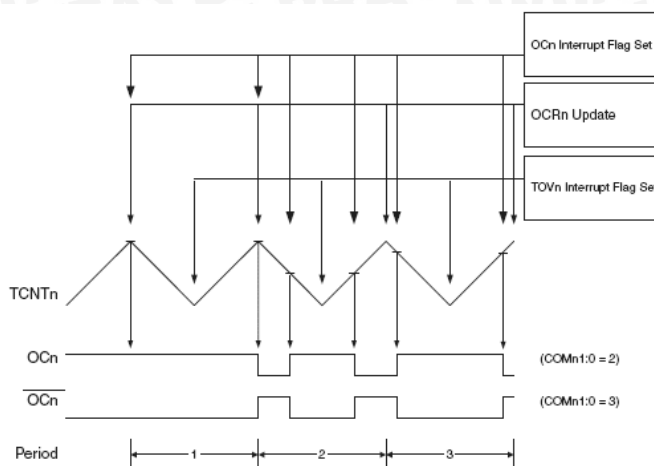 OCn Interrupt Flag Set
OCRn Update
TOVn Interrupt Flag Set
TCNTn
OCn
(COMn1:0 = 2)
OCn
(COMn1:0 = 3)
Period
1
2
3